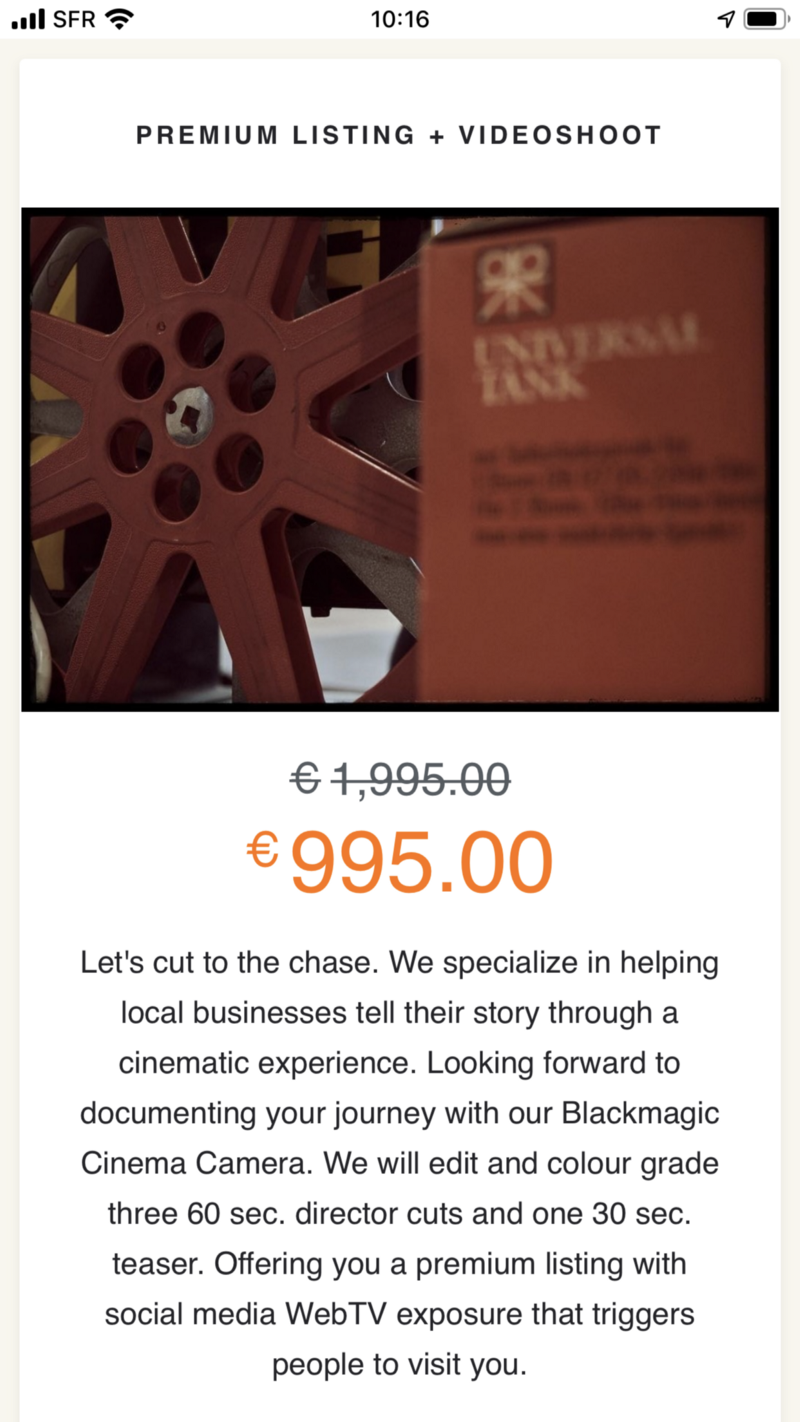 SFR
10:16
PREMIUM LISTING + VIDEOSHOOT
UNIVERSAL
TANK
€ 1,995.00
€ 995.00
Let's cut to the chase. We specialize in helping
local businesses tell their story through a
cinematic experience. Looking forward to
documenting your journey with our Blackmagic
Cinema Camera. We will edit and colour grade
three 60 sec. director cuts and one 30 sec.
teaser. Offering you a premium listing with
social media WebTV exposure that triggers
people to visit you.